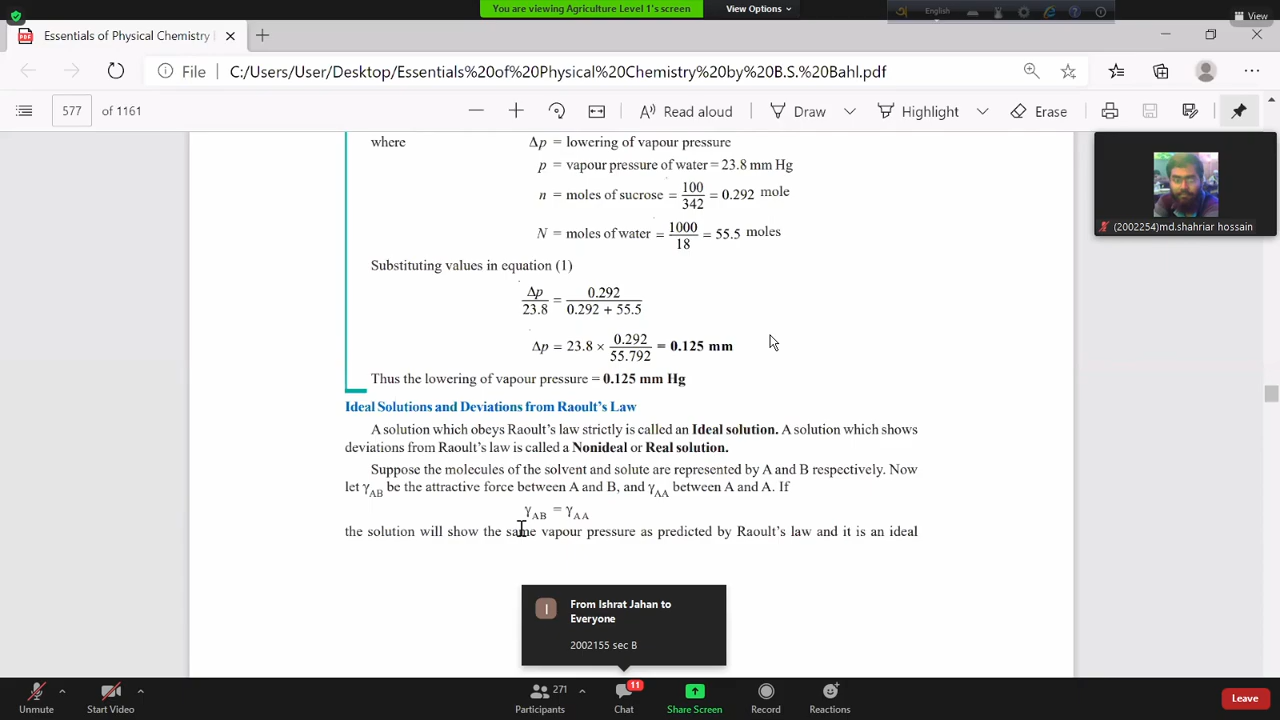 You are viewing Agriculture Level 1's screen
View Options
English
View
Essentials of Physical Chemistry
File
C:/Users/User/Desktop/Essentials%20of%20Physical%20Chemistry%20by%20B.S.%20Bahl.pdf
577 of 1161
Read aloud
Draw
Highlight
Erase
where Δp = lowering of vapour pressure
p = vapour pressure of water = 23.8 mm Hg
n = moles of sucrose = 100/342 = 0.292 mole
N = moles of water = 1000/18 = 55.5 moles
Substituting values in equation (1)
Δp/23.8 = 0.292/(0.292 + 55.5)
Δp = 23.8 × 0.292/55.792 = 0.125 mm
Thus the lowering of vapour pressure = 0.125 mm Hg
Ideal Solutions and Deviations from Raoult's Law
A solution which obeys Raoult's law strictly is called an Ideal solution. A solution which shows
deviations from Raoult's law is called a Nonideal or Real solution.
Suppose the molecules of the solvent and solute are represented by A and B respectively. Now
let γAB be the attractive force between A and B, and γAA between A and A. If
γAB = γAA
the solution will show the same vapour pressure as predicted by Raoult's law and it is an ideal
(2002254)md.shahriar hossain
I
From Ishrat Jahan to
Everyone
2002155 sec B
Unmute
Start Video
271
Participants
11
Chat
Share Screen
Record
Reactions
Leave